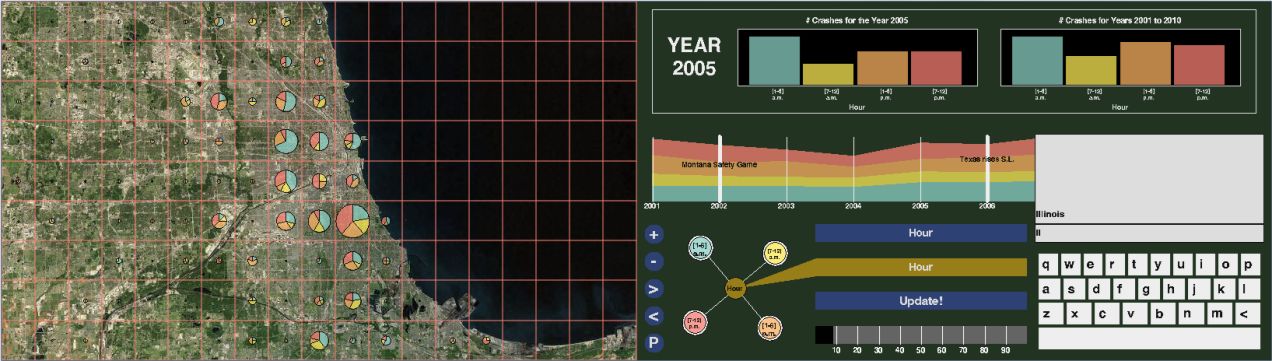 # Crashes for the Year 2005
# Crashes for Years 2001 to 2010
YEAR
2005
[1-6] [7-12] [1-6] [7-12]
a.m. a.m. p.m. p.m.
Hour
[1-6] [7-12] [1-6] [7-12]
a.m. a.m. p.m. p.m.
Hour
Montana Safety Game
Texas rises S.L.
2001 2002 2003 2004 2005 2006
Illinois
Il
+
-
>
<
P
[1-6]
a.m.
[7-12]
a.m.
Hour
[7-12]
p.m.
[1-6]
Hour
Hour
Update!
10 20 30 40 50 60 70 80 90
q w e r t y u i o p
a s d f g h j k l
z x c v b n m <